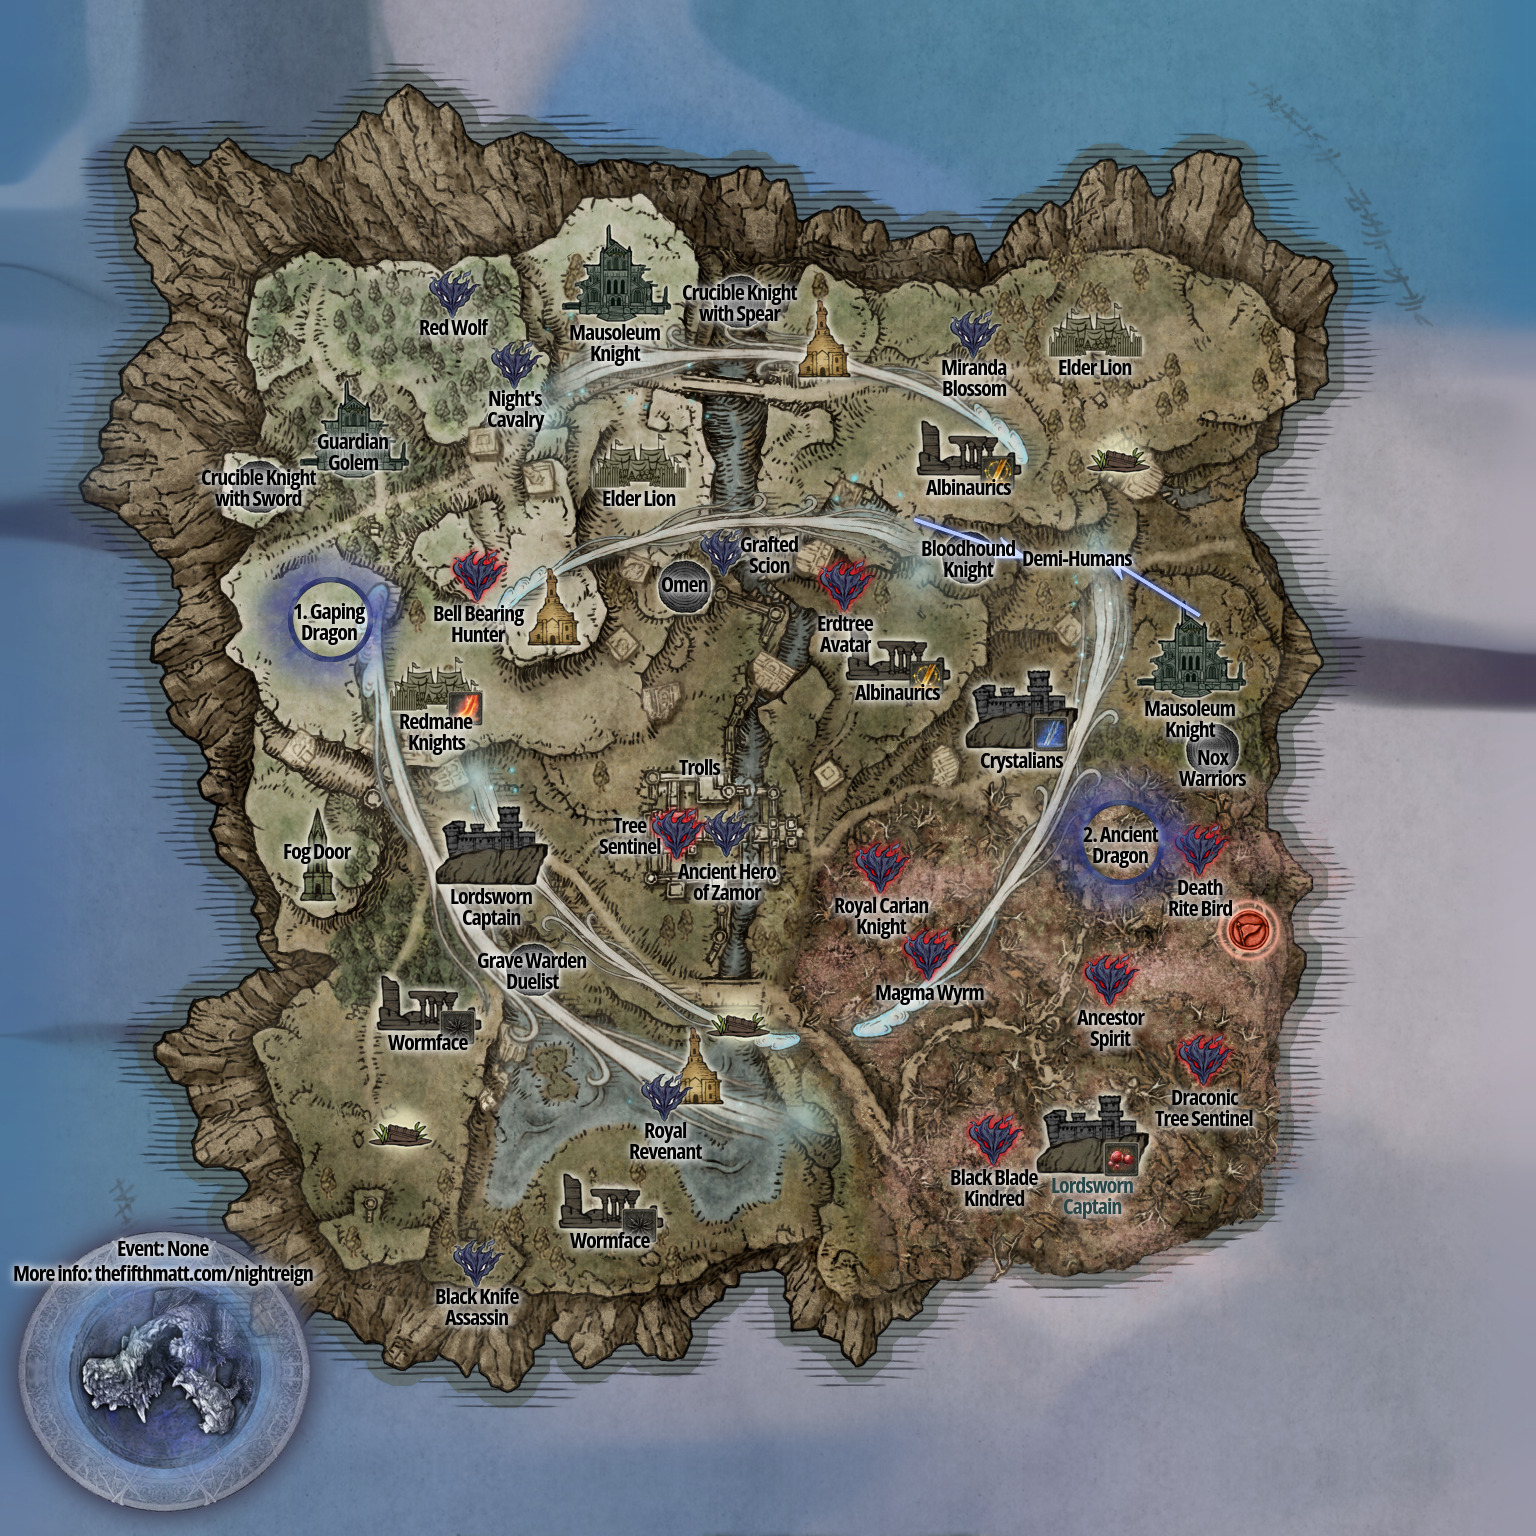 Crucible Knight
with Spear
Red Wolf
Mausoleum
Knight
Miranda
Blossom
Elder Lion
Night's
Cavalry
Guardian
Golem
Crucible Knight
with Sword
Elder Lion
Albinaurics
Grafted
Scion
Bloodhound
Knight
Demi-Humans
Omen
1. Gaping
Dragon
Bell Bearing
Hunter
Erdtree
Avatar
Albinaurics
Redmane
Knights
Mausoleum
Knight
Crystalians
Nox
Warriors
Trolls
Tree
Sentinel
Ancient Hero
of Zamor
Fog Door
2. Ancient
Dragon
Death
Rite Bird
Lordsworn
Captain
Royal Carian
Knight
Grave Warden
Duelist
Magma Wyrm
Ancestor
Spirit
Wormface
Draconic
Tree Sentinel
Royal
Revenant
Black Blade
Kindred
Lordsworn
Captain
Wormface
Black Knife
Assassin
Event: None
More info: thefifthmatt.com/nightreign